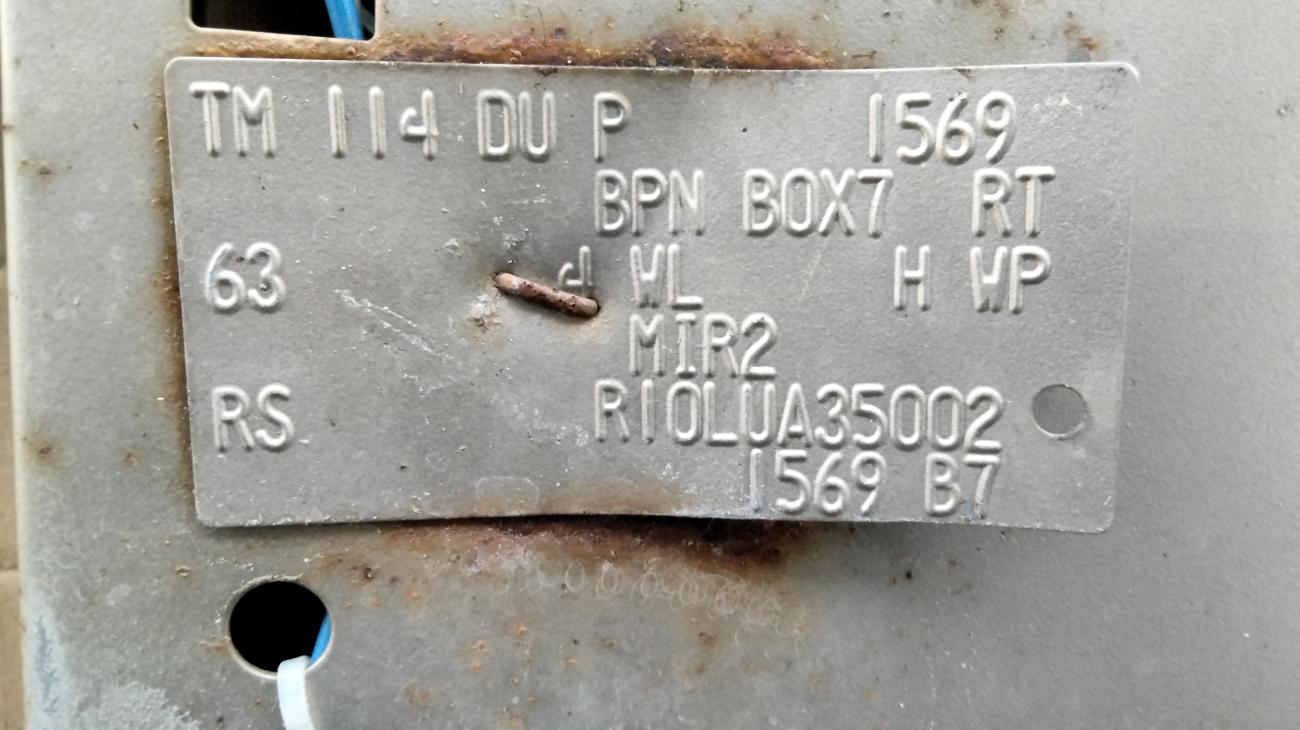 TM 114 DU P 1569
BPN BOX7 RT
63 4 WL H WP
MIR2
RS R10LUA35002
1569 B7